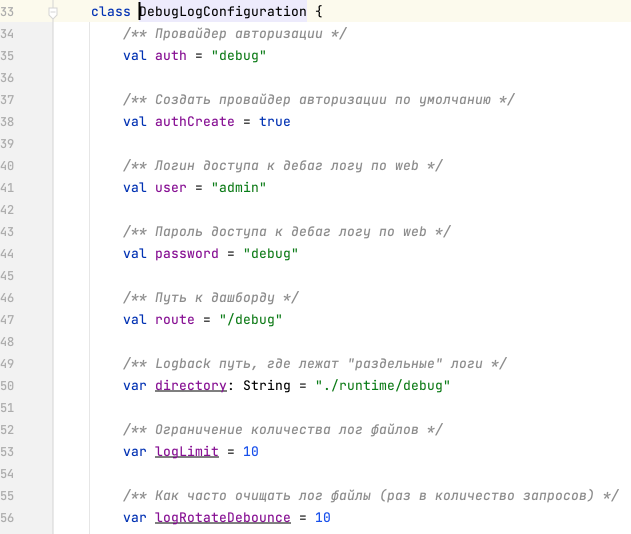 33 class DebugLogConfiguration {
34 /** Провайдер авторизации */
35 val auth = "debug"
36
37 /** Создать провайдер авторизации по умолчанию */
38 val authCreate = true
39
40 /** Логин доступа к дебаг логу по web */
41 val user = "admin"
42
43 /** Пароль доступа к дебаг логу по web */
44 val password = "debug"
45
46 /** Путь к дашборду */
47 val route = "/debug"
48
49 /** Logback путь, где лежат "раздельные" логи */
50 var directory: String = "./runtime/debug"
51
52 /** Ограничение количества лог файлов */
53 var logLimit = 10
54
55 /** Как часто очищать лог файлы (раз в количество запросов) */
56 var logRotateDebounce = 10